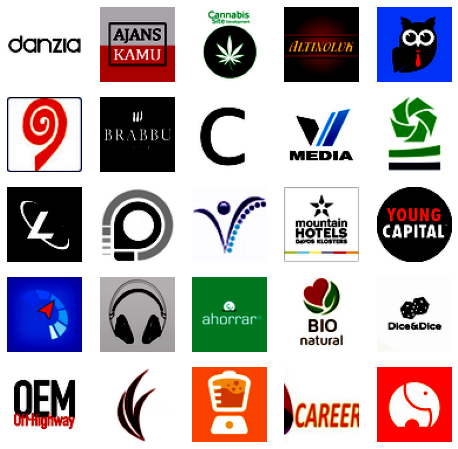 danzia
AJANS
KAMU
Cannabis
Site Development
ALTINOLUK
BRABBU
C
MEDIA
L
mountain
HOTELS
DAVOS KLOSTERS
YOUNG
CAPITAL
ahorrar
BIO
natural
Dice&Dice
OEM
Off-Highway
CAREER